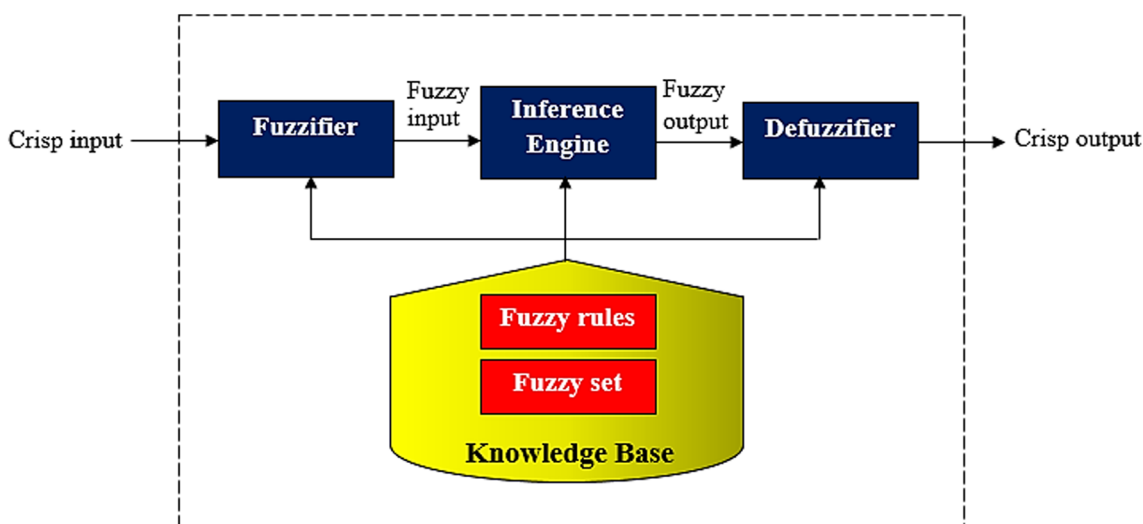 Crisp input
Fuzzifier
Fuzzy
input
Inference
Engine
Fuzzy
output
Defuzzifier
Crisp output
Fuzzy rules
Fuzzy set
Knowledge Base